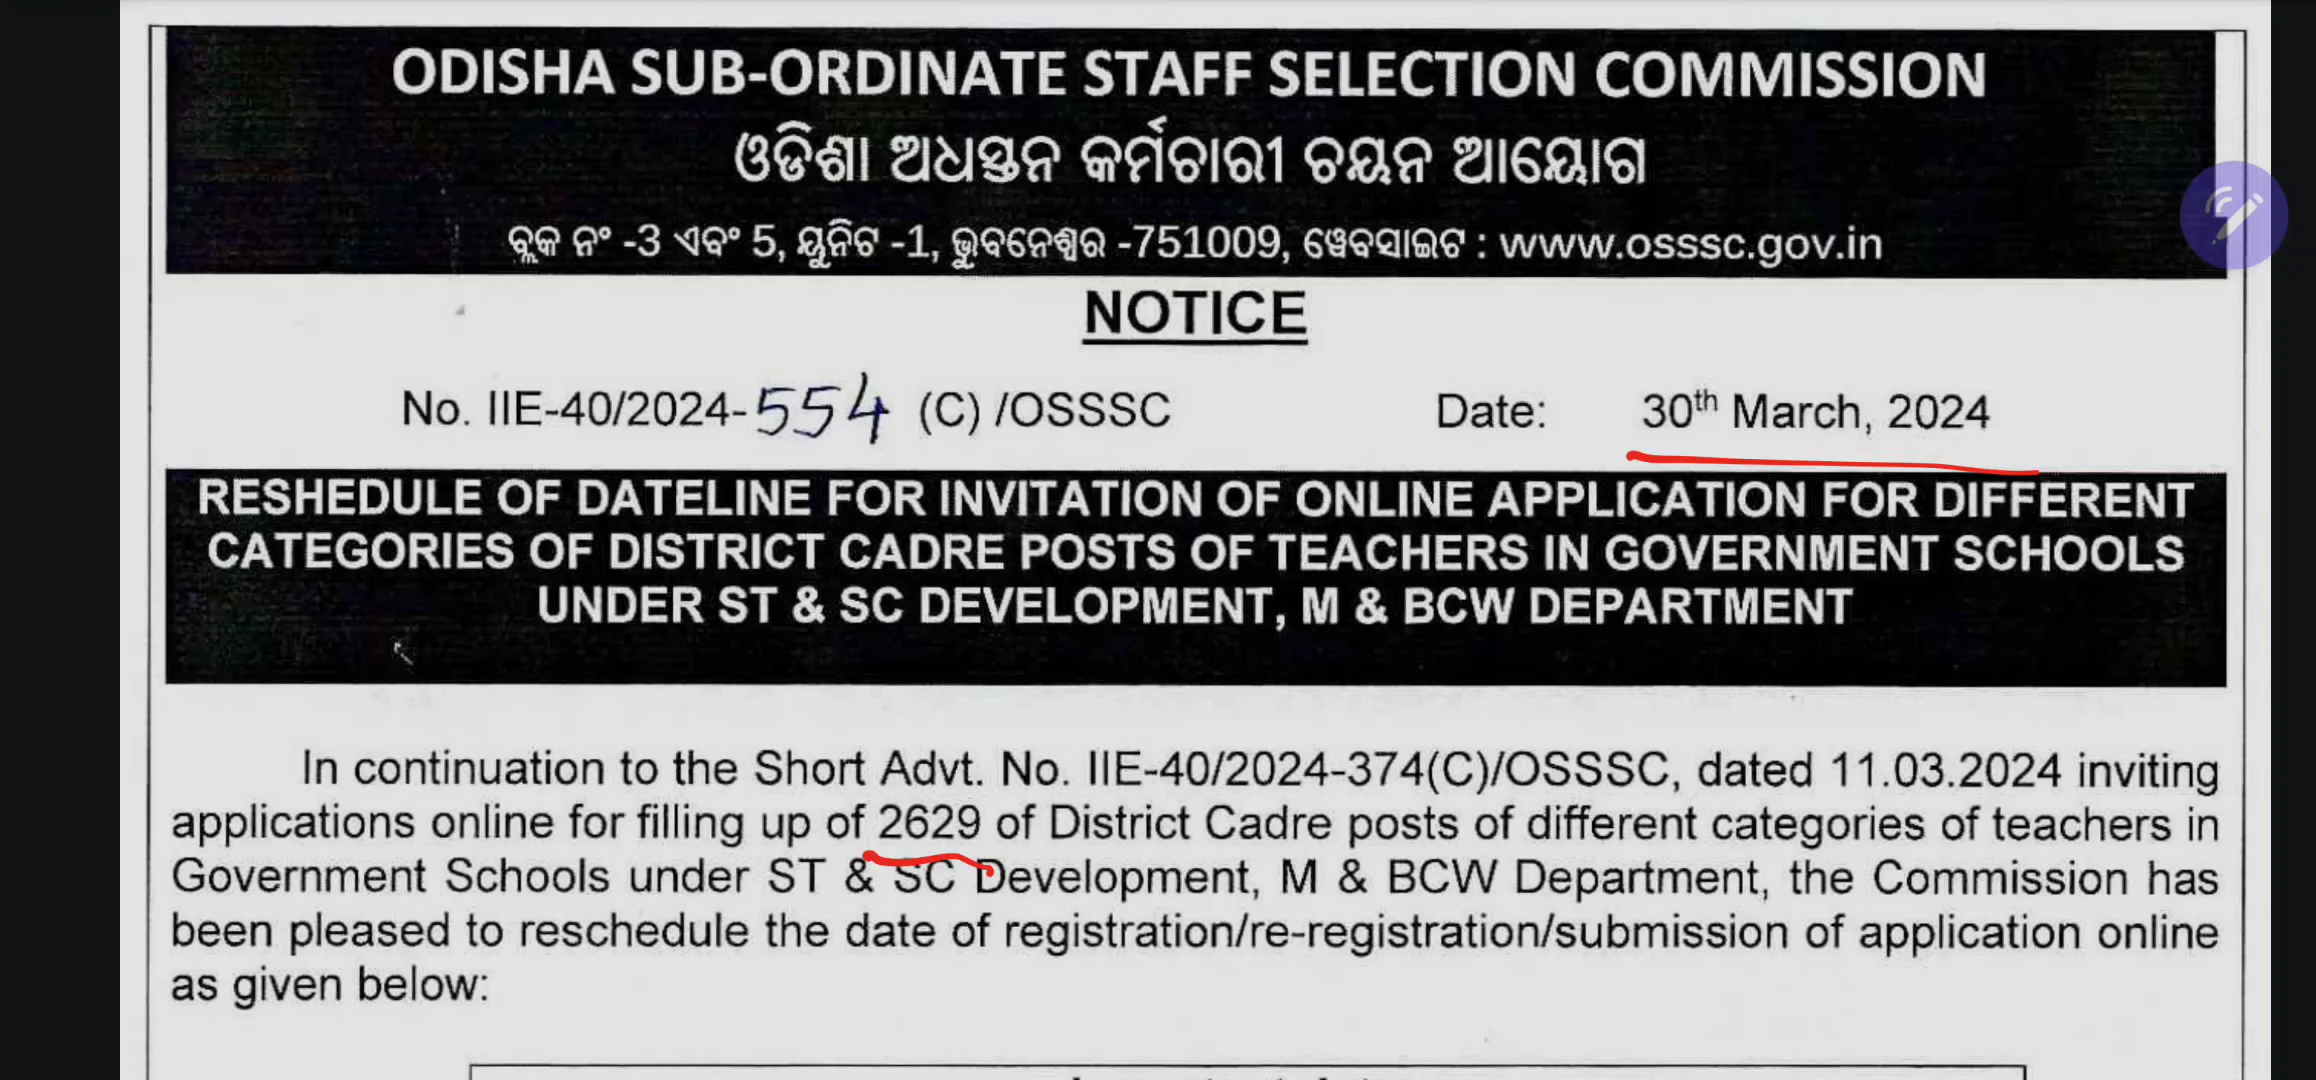 ODISHA SUB-ORDINATE STAFF SELECTION COMMISSION
ଓଡିଶା ଅଧସ୍ତନ କର୍ମଚାରୀ ଚୟନ ଆୟୋଗ
ବ୍ଲକ ନଂ -3 ଏବଂ 5, ୟୁନିଟ -1, ଭୁବନେଶ୍ୱର -751009, ୱେବସାଇଟ : www.osssc.gov.in
NOTICE
No. IIE-40/2024-554 (C) /OSSSC Date: 30th March, 2024
RESHEDULE OF DATELINE FOR INVITATION OF ONLINE APPLICATION FOR DIFFERENT
CATEGORIES OF DISTRICT CADRE POSTS OF TEACHERS IN GOVERNMENT SCHOOLS
UNDER ST & SC DEVELOPMENT, M & BCW DEPARTMENT
In continuation to the Short Advt. No. IIE-40/2024-374(C)/OSSSC, dated 11.03.2024 inviting
applications online for filling up of 2629 of District Cadre posts of different categories of teachers in
Government Schools under ST & SC Development, M & BCW Department, the Commission has
been pleased to reschedule the date of registration/re-registration/submission of application online
as given below: